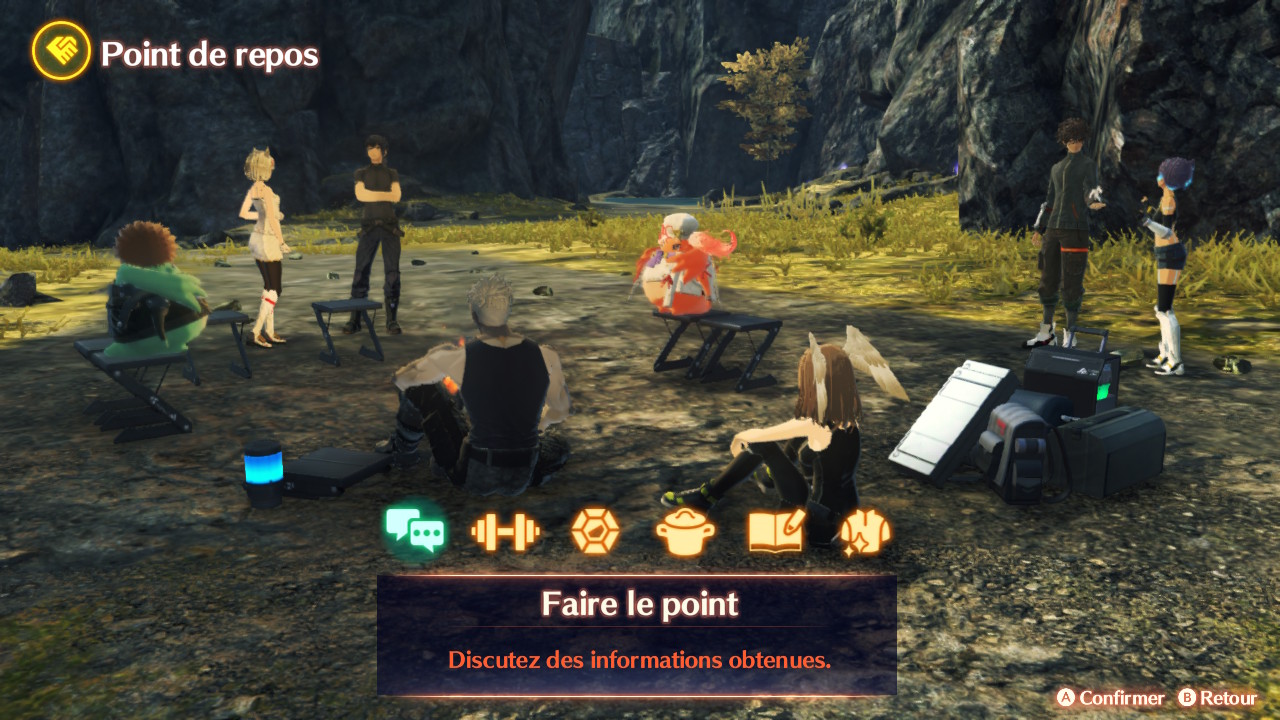 Point de repos
Faire le point
Discutez des informations obtenues.
A Confirmer B Retour